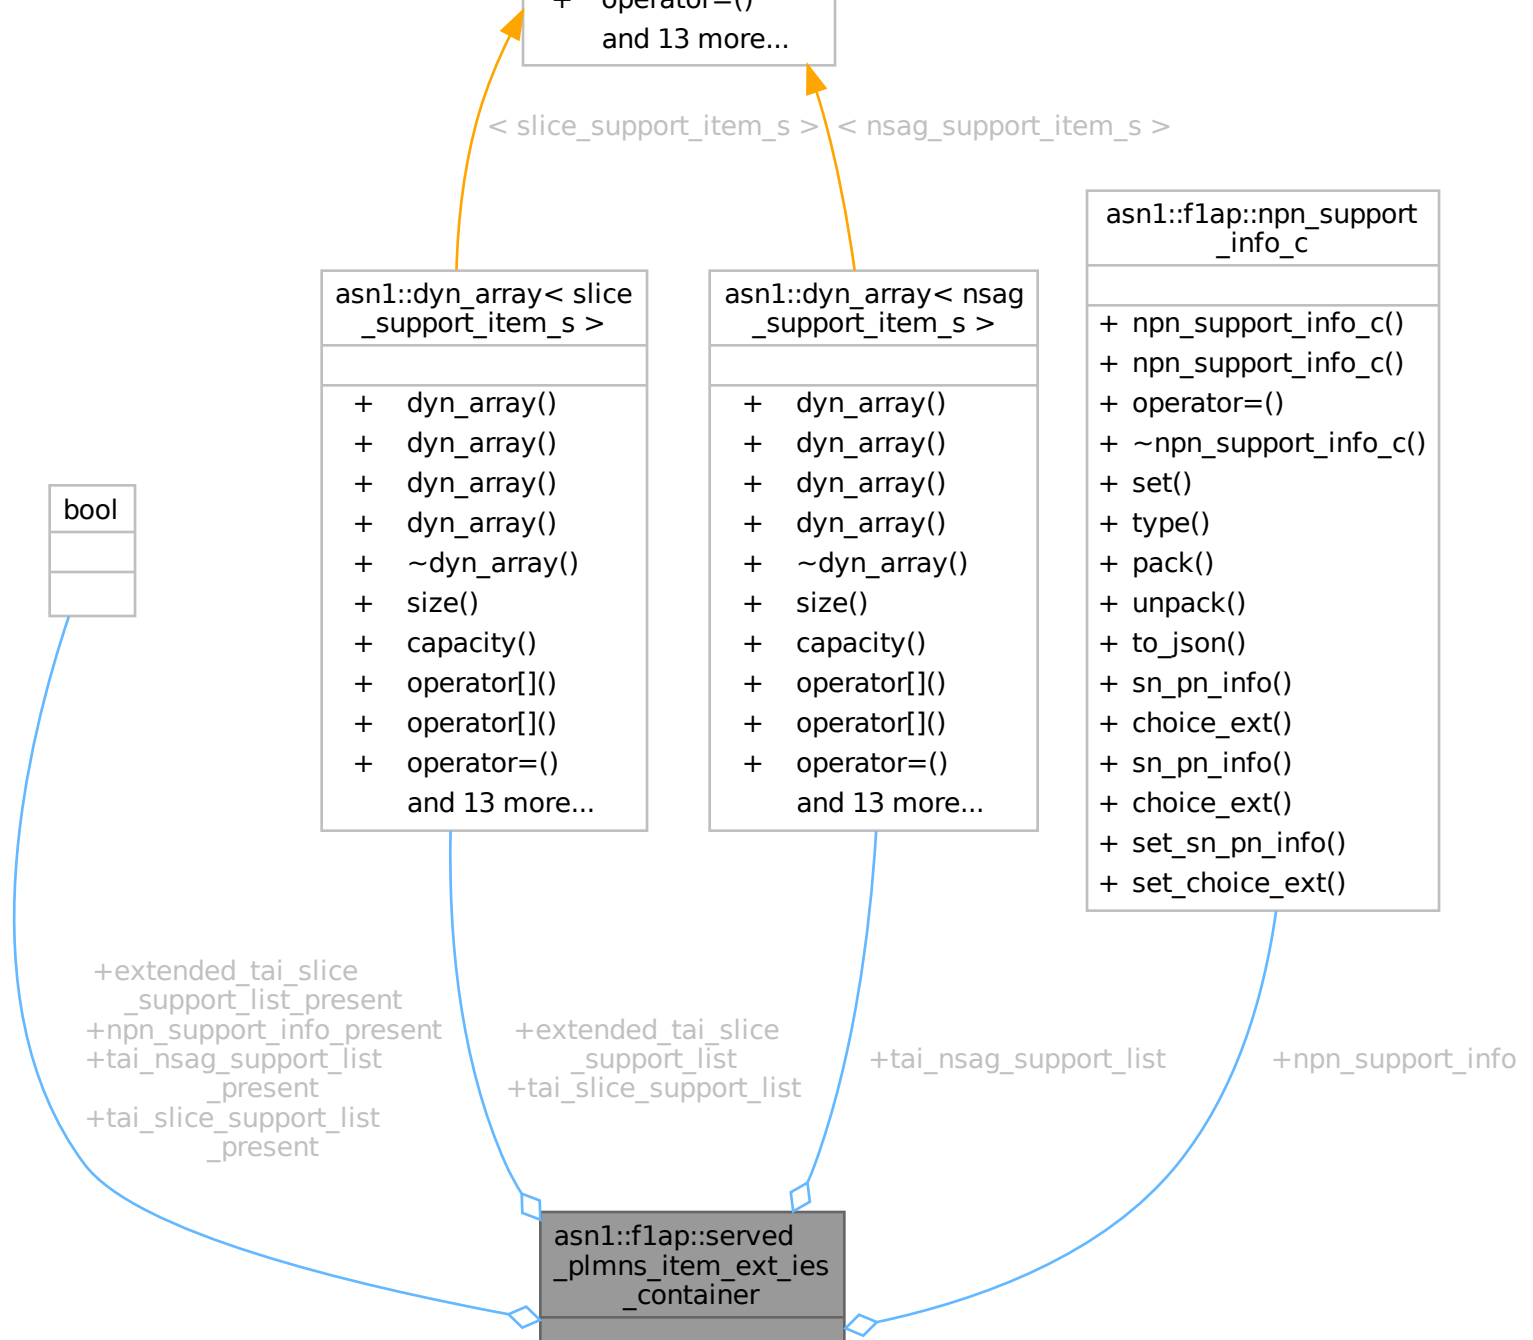 + operator=()
and 13 more...
< slice_support_item_s >
< nsag_support_item_s >
asn1::f1ap::npn_support
_info_c
+ npn_support_info_c()
+ npn_support_info_c()
+ operator=()
+ ~npn_support_info_c()
+ set()
+ type()
+ pack()
+ unpack()
+ to_json()
+ sn_pn_info()
+ choice_ext()
+ sn_pn_info()
+ choice_ext()
+ set_sn_pn_info()
+ set_choice_ext()
asn1::dyn_array< slice
_support_item_s >
+ dyn_array()
+ dyn_array()
+ dyn_array()
+ dyn_array()
+ ~dyn_array()
+ size()
+ capacity()
+ operator[]()
+ operator[]()
+ operator=()
and 13 more...
asn1::dyn_array< nsag
_support_item_s >
+ dyn_array()
+ dyn_array()
+ dyn_array()
+ dyn_array()
+ ~dyn_array()
+ size()
+ capacity()
+ operator[]()
+ operator[]()
+ operator=()
and 13 more...
bool
+extended_tai_slice
_support_list_present
+npn_support_info_present
+tai_nsag_support_list
_present
+tai_slice_support_list
_present
+extended_tai_slice
_support_list
+tai_slice_support_list
+tai_nsag_support_list
+npn_support_info
asn1::f1ap::served
_plmns_item_ext_ies
_container